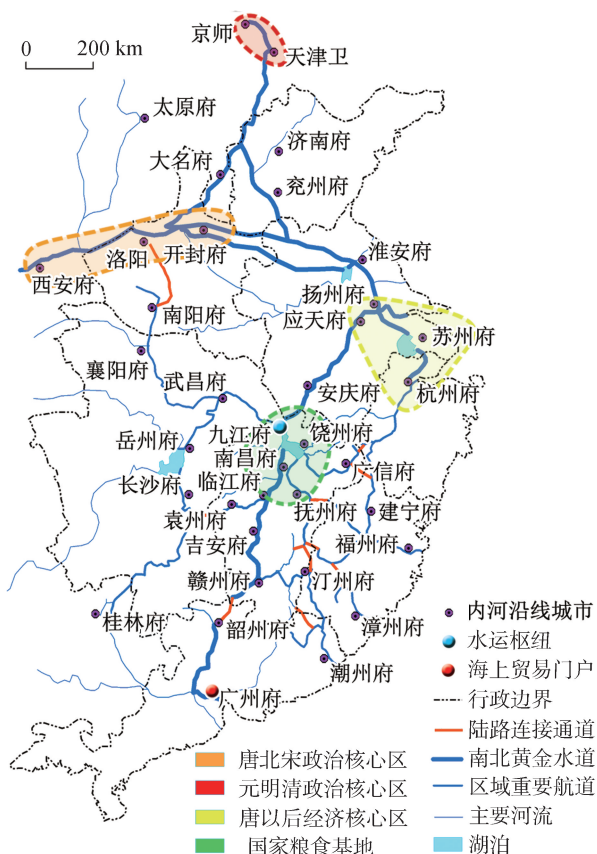 京师
0 200 km
天津卫
太原府
济南府
大名府
兖州府
洛阳
开封府
淮安府
西安府
扬州府
南阳府
应天府
苏州府
襄阳府
武昌府
安庆府
杭州府
岳州府
九江府
饶州府
南昌府
长沙府
临江府
广信府
袁州府
抚州府
建宁府
吉安府
福州府
赣州府
汀州府
桂林府
韶州府
漳州府
潮州府
广州府
内河沿线城市
水运枢纽
海上贸易门户
行政边界
陆路连接通道
唐北宋政治核心区
南北黄金水道
元明清政治核心区
区域重要航道
唐以后经济核心区
主要河流
国家粮食基地
湖泊